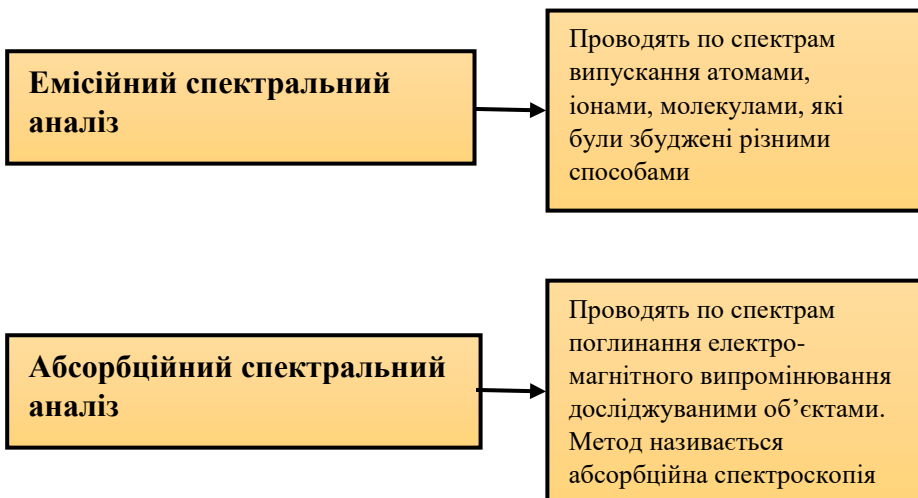 Емісійний спектральний
аналіз
Проводять по спектрам
випускання атомами,
іонами, молекулами, які
були збуджені різними
способами
Абсорбційний спектральний
аналіз
Проводять по спектрам
поглинання електро-
магнітного випромінювання
досліджуваними об’єктами.
Метод називається
абсорбційна спектроскопія